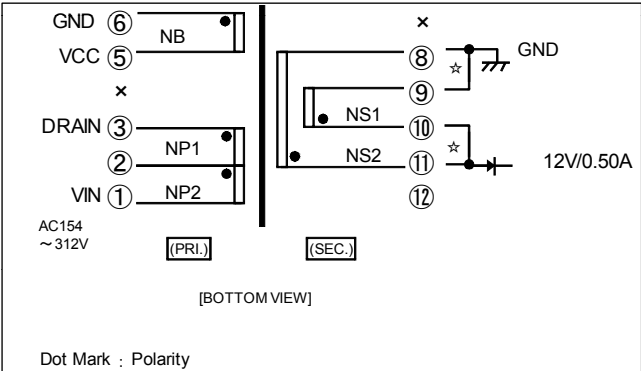 GND ⑥
NB
VCC ⑤
×
DRAIN ③
NP1
②
NP2
VIN ①
AC154
～312V
(PRI.)
×
⑧
☆
GND
⑨
NS1
⑩
☆
NS2
⑪
12V/0.50A
⑫
(SEC.)
[BOTTOM VIEW]
Dot Mark : Polarity